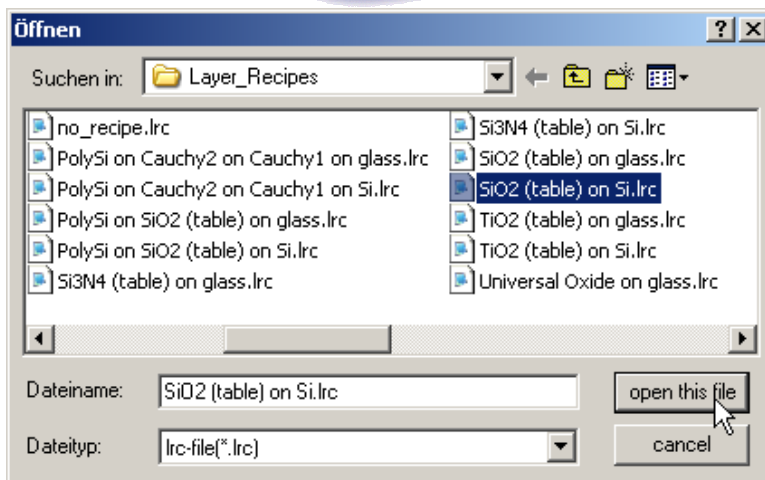 Öffnen
Suchen in: Layer_Recipes
no_recipe.lrc
PolySi on Cauchy2 on Cauchy1 on glass.lrc
PolySi on Cauchy2 on Cauchy1 on Si.lrc
PolySi on SiO2 (table) on glass.lrc
PolySi on SiO2 (table) on Si.lrc
Si3N4 (table) on glass.lrc
Si3N4 (table) on Si.lrc
SiO2 (table) on glass.lrc
SiO2 (table) on Si.lrc
TiO2 (table) on glass.lrc
TiO2 (table) on Si.lrc
Universal Oxide on glass.lrc
Dateiname: SiO2 (table) on Si.lrc open this file
Dateityp: lrc-file(*.lrc) cancel